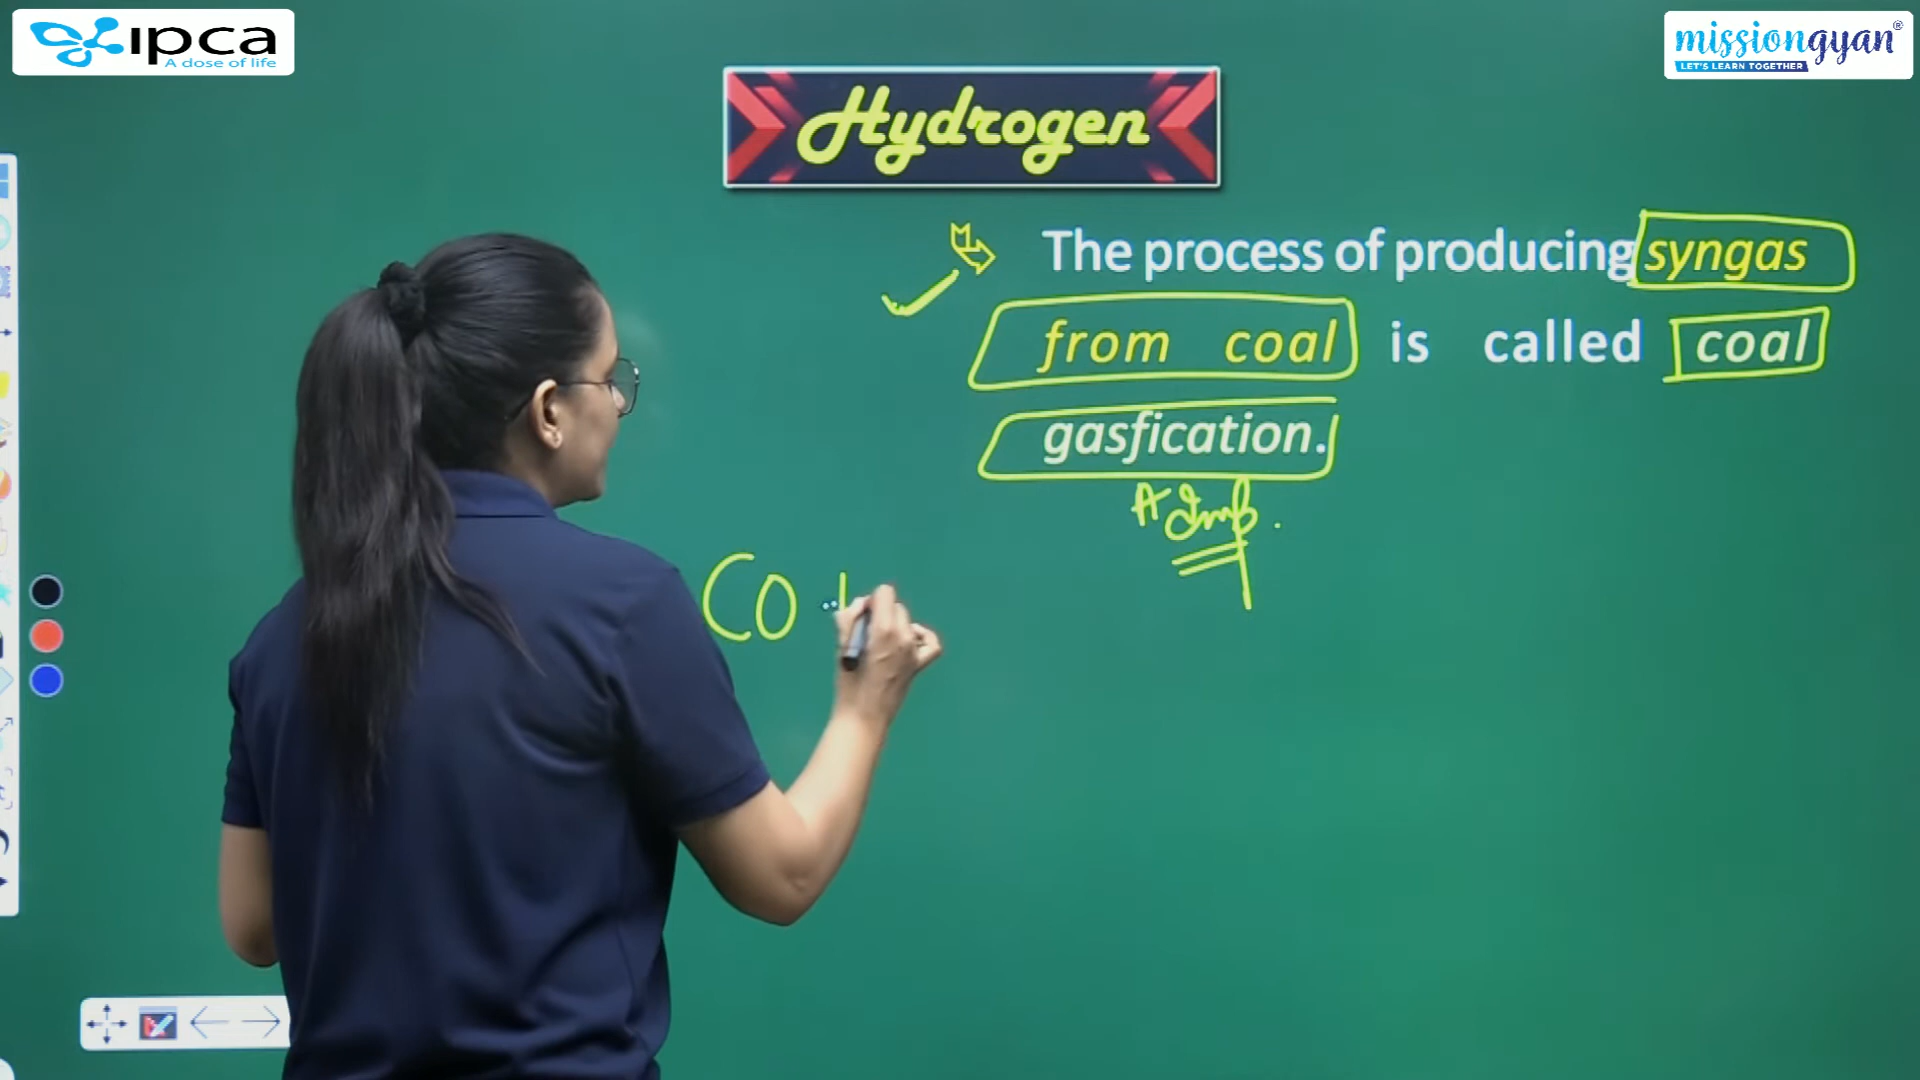 ipca
A dose of life
missiongyan®
LET'S LEARN TOGETHER
Hydrogen
The process of producing syngas
from coal is called coal
gasfication.
Imp.
CO